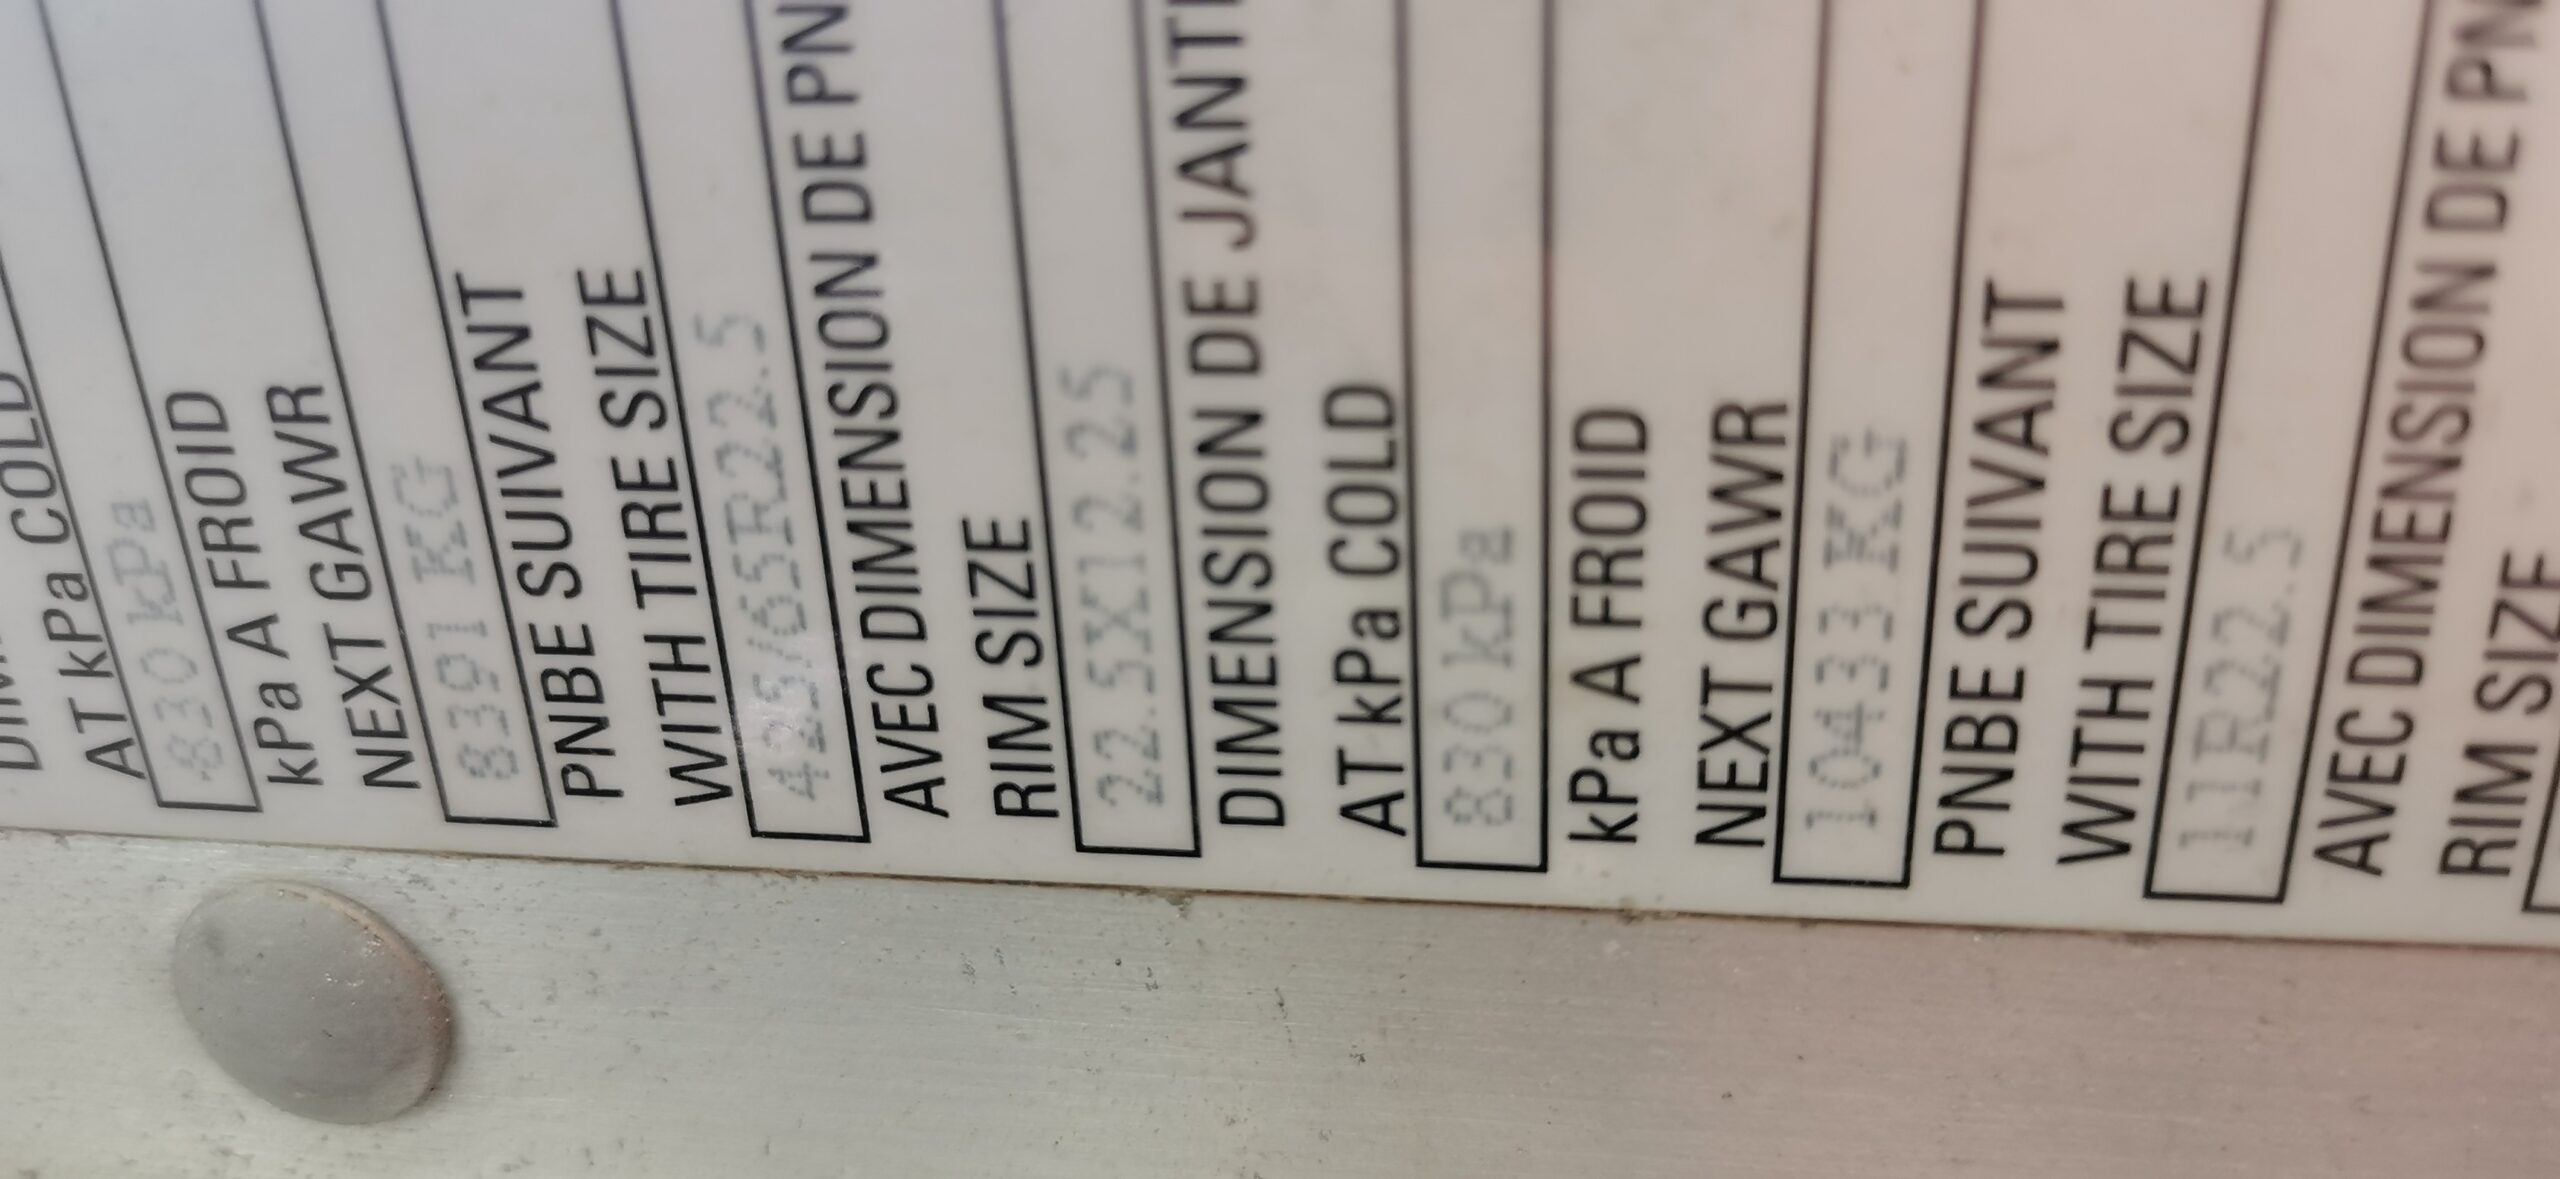 AT kPa COLD
830 kPa
kPa A FROID
NEXT GAWR
8391 KG
PNBE SUIVANT
WITH TIRE SIZE
425/65R22.5
AVEC DIMENSION DE PN
RIM SIZE
22.5X12.25
DIMENSION DE JANT
AT kPa COLD
830 kPa
kPa A FROID
NEXT GAWR
10433 KG
PNBE SUIVANT
WITH TIRE SIZE
11R22.5
AVEC DIMENSION DE PN
RIM SIZE